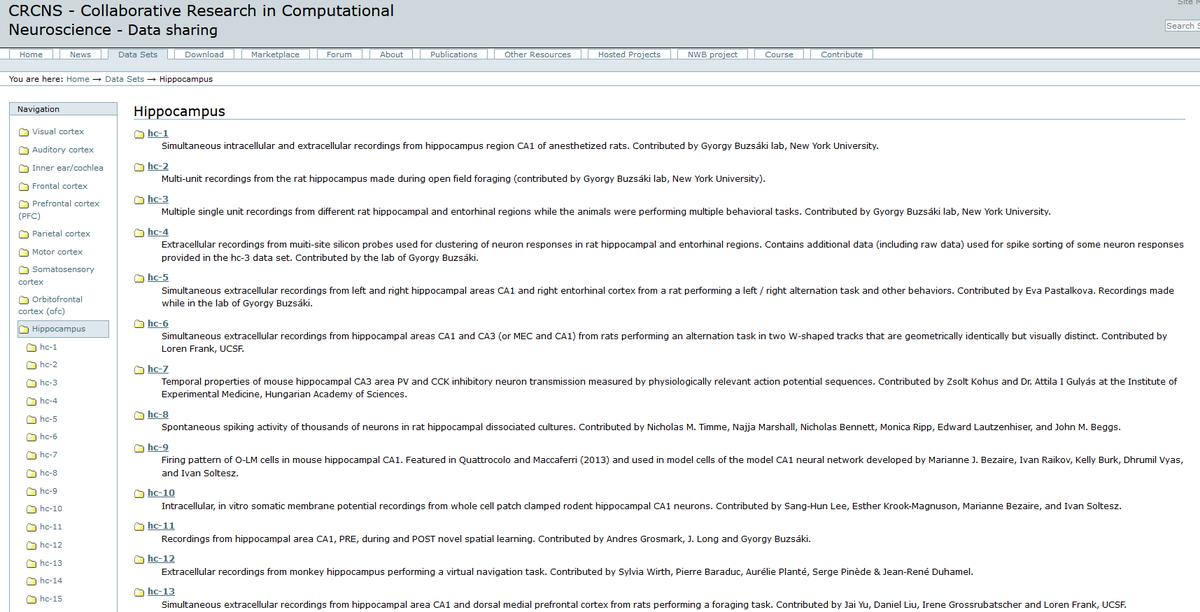 CRCNS - Collaborative Research in Computational
Neuroscience - Data sharing
Site
Search
Home News Data Sets Download Marketplace Forum About Publications Other Resources Hosted Projects NWB project Course Contribute
You are here: Home → Data Sets → Hippocampus
Navigation
Visual cortex
Auditory cortex
Inner ear/cochlea
Frontal cortex
Prefrontal cortex
(PFC)
Parietal cortex
Motor cortex
Somatosensory
cortex
Orbitofrontal
cortex (ofc)
Hippocampus
hc-1
hc-2
hc-3
hc-4
hc-5
hc-6
hc-7
hc-8
hc-9
hc-10
hc-11
hc-12
hc-13
hc-14
hc-15
Hippocampus
hc-1
Simultaneous intracellular and extracellular recordings from hippocampus region CA1 of anesthetized rats. Contributed by Gyorgy Buzsáki lab, New York University.
hc-2
Multi-unit recordings from the rat hippocampus made during open field foraging (contributed by Gyorgy Buzsáki lab, New York University).
hc-3
Multiple single unit recordings from different rat hippocampal and entorhinal regions while the animals were performing multiple behavioral tasks. Contributed by Gyorgy Buzsáki lab, New York University.
hc-4
Extracellular recordings from muiti-site silicon probes used for clustering of neuron responses in rat hippocampal and entorhinal regions. Contains additional data (including raw data) used for spike sorting of some neuron responses
provided in the hc-3 data set. Contributed by the lab of Gyorgy Buzsáki.
hc-5
Simultaneous extracellular recordings from left and right hippocampal areas CA1 and right entorhinal cortex from a rat performing a left / right alternation task and other behaviors. Contributed by Eva Pastalkova. Recordings made
while in the lab of Gyorgy Buzsáki.
hc-6
Simultaneous extracellular recordings from hippocampal areas CA1 and CA3 (or MEC and CA1) from rats performing an alternation task in two W-shaped tracks that are geometrically identically but visually distinct. Contributed by
Loren Frank, UCSF.
hc-7
Temporal properties of mouse hippocampal CA3 area PV and CCK inhibitory neuron transmission measured by physiologically relevant action potential sequences. Contributed by Zsolt Kohus and Dr. Attila I Gulyás at the Institute of
Experimental Medicine, Hungarian Academy of Sciences.
hc-8
Spontaneous spiking activity of thousands of neurons in rat hippocampal dissociated cultures. Contributed by Nicholas M. Timme, Najja Marshall, Nicholas Bennett, Monica Ripp, Edward Lautzenhiser, and John M. Beggs.
hc-9
Firing pattern of O-LM cells in mouse hippocampal CA1. Featured in Quattrocolo and Maccaferri (2013) and used in model cells of the model CA1 neural network developed by Marianne J. Bezaire, Ivan Raikov, Kelly Burk, Dhrumil Vyas,
and Ivan Soltesz.
hc-10
Intracellular, in vitro somatic membrane potential recordings from whole cell patch clamped rodent hippocampal CA1 neurons. Contributed by Sang-Hun Lee, Esther Krook-Magnuson, Marianne Bezaire, and Ivan Soltesz.
hc-11
Recordings from hippocampal area CA1, PRE, during and POST novel spatial learning. Contributed by Andres Grosmark, J. Long and Gyorgy Buzsáki.
hc-12
Extracellular recordings from monkey hippocampus performing a virtual navigation task. Contributed by Sylvia Wirth, Pierre Baraduc, Aurélie Planté, Serge Pinède & Jean-René Duhamel.
hc-13
Simultaneous extracellular recordings from hippocampal area CA1 and dorsal medial prefrontal cortex from rats performing a foraging task. Contributed by Jai Yu, Daniel Liu, Irene Grossrubatscher and Loren Frank, UCSF.